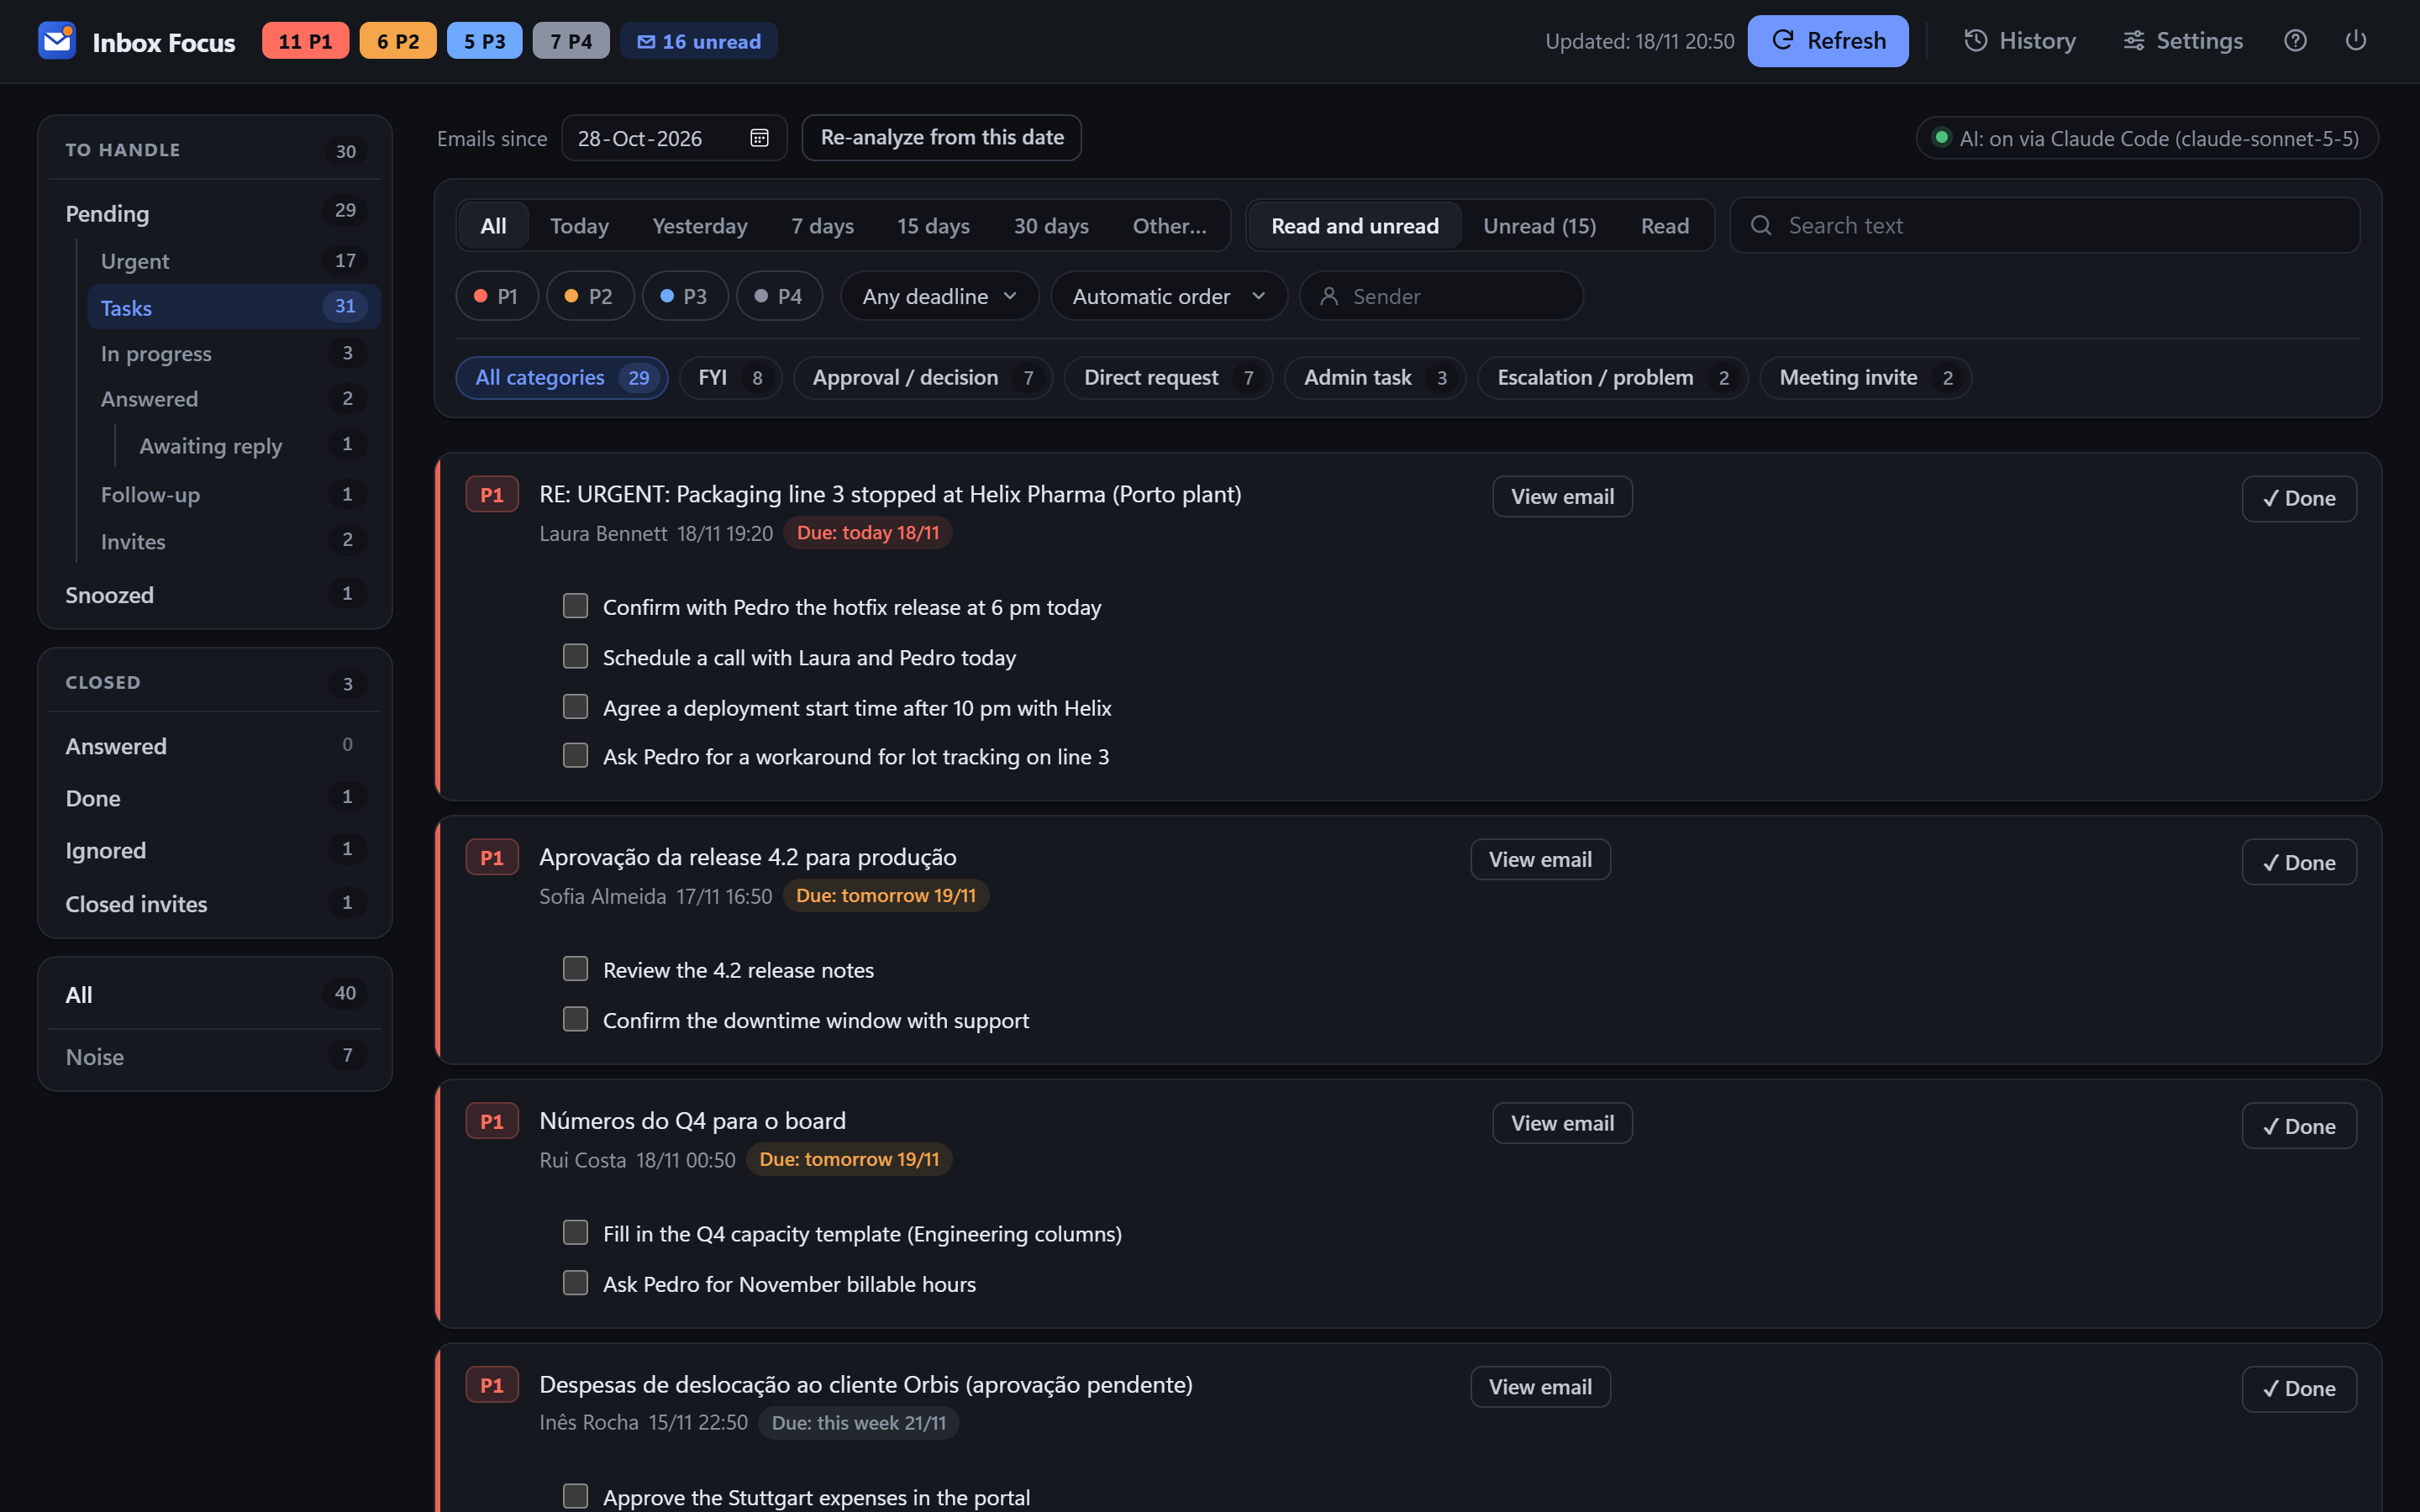 Inbox Focus 11 P1 6 P2 5 P3 7 P4 16 unread Updated: 18/11 20:50 Refresh History Settings
TO HANDLE 30
Pending 29
Urgent 17
Tasks 31
In progress 3
Answered 2
Awaiting reply 1
Follow-up 1
Invites 2
Snoozed 1
CLOSED 3
Answered 0
Done 1
Ignored 1
Closed invites 1
All 40
Noise 7
Emails since 28-Oct-2026 Re-analyze from this date AI: on via Claude Code (claude-sonnet-5-5)
All Today Yesterday 7 days 15 days 30 days Other... Read and unread Unread (15) Read Search text
P1 P2 P3 P4 Any deadline Automatic order Sender
All categories 29 FYI 8 Approval / decision 7 Direct request 7 Admin task 3 Escalation / problem 2 Meeting invite 2
P1 RE: URGENT: Packaging line 3 stopped at Helix Pharma (Porto plant) View email ✓ Done
Laura Bennett 18/11 19:20 Due: today 18/11
Confirm with Pedro the hotfix release at 6 pm today
Schedule a call with Laura and Pedro today
Agree a deployment start time after 10 pm with Helix
Ask Pedro for a workaround for lot tracking on line 3
P1 Aprovação da release 4.2 para produção View email ✓ Done
Sofia Almeida 17/11 16:50 Due: tomorrow 19/11
Review the 4.2 release notes
Confirm the downtime window with support
P1 Números do Q4 para o board View email ✓ Done
Rui Costa 18/11 00:50 Due: tomorrow 19/11
Fill in the Q4 capacity template (Engineering columns)
Ask Pedro for November billable hours
P1 Despesas de deslocação ao cliente Orbis (aprovação pendente) View email ✓ Done
Inês Rocha 15/11 22:50 Due: this week 21/11
Approve the Stuttgart expenses in the portal